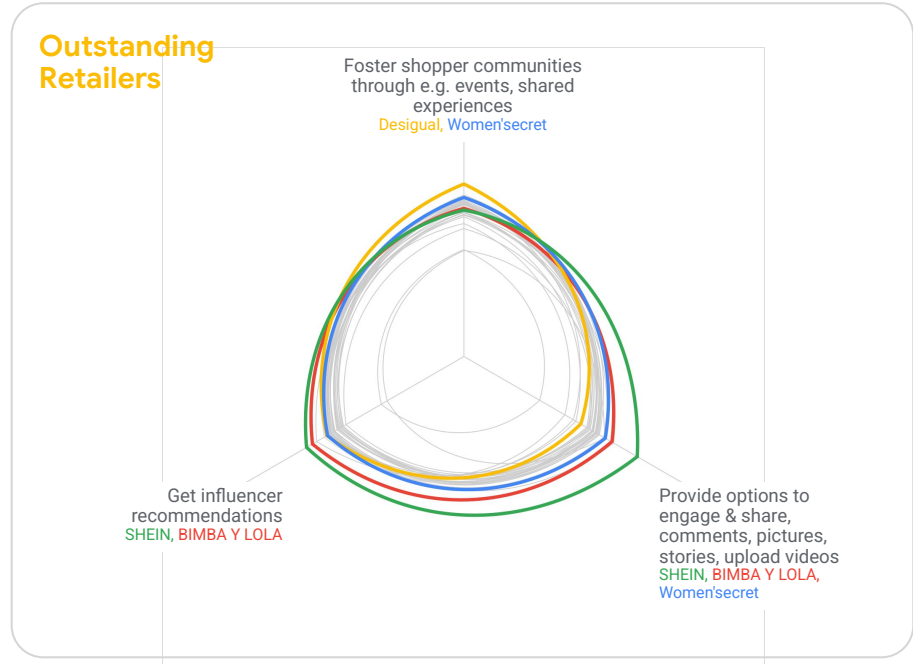 Outstanding
Retailers
Foster shopper communities
through e.g. events, shared
experiences
Desigual, Women'secret
Get influencer
recommendations
SHEIN, BIMBA Y LOLA
Provide options to
engage & share,
comments, pictures,
stories, upload videos
SHEIN, BIMBA Y LOLA,
Women'secret